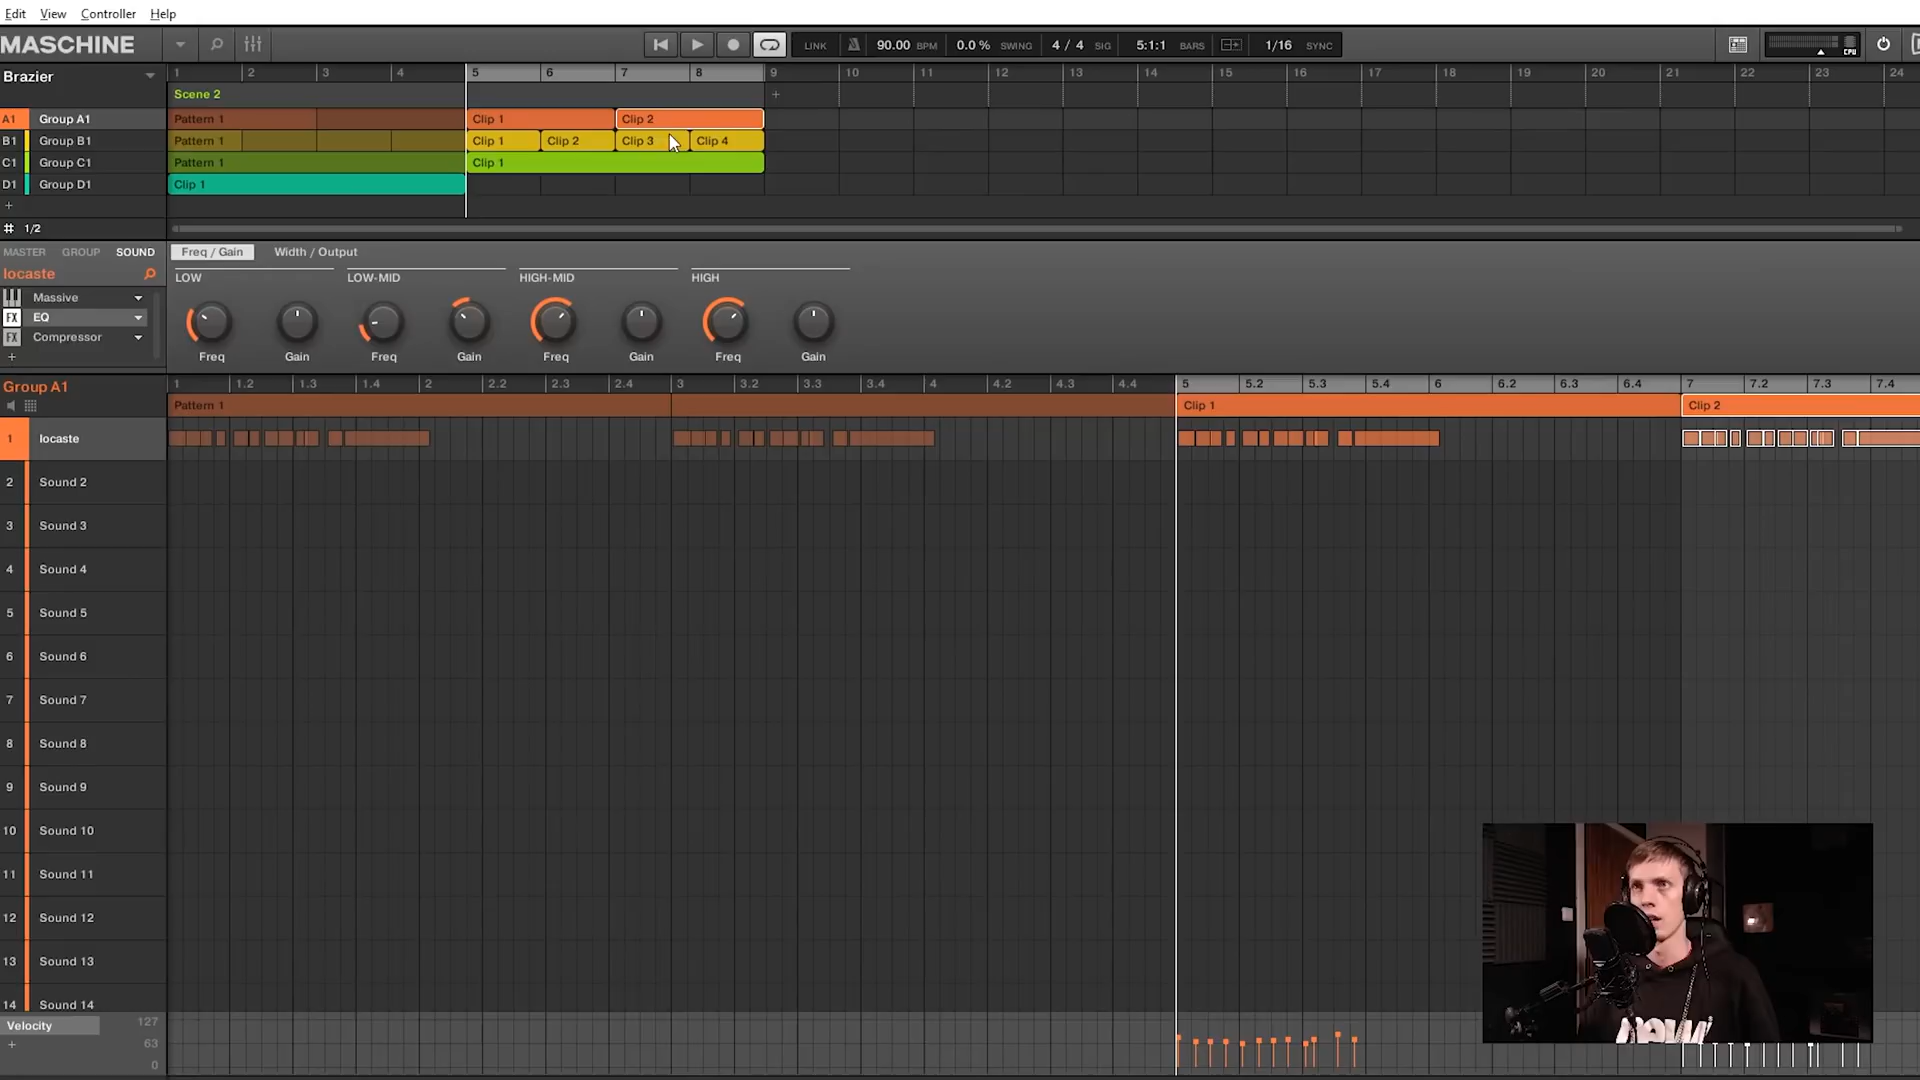 Edit View Controller Help
MASCHINE LINK 90.00 BPM 0.0 % SWING 4 / 4 SIG 5:1:1 BARS 1/16 SYNC CPU
Brazier 1 2 3 4 5 6 7 8 9 10 11 12 13 14 15 16 17 18 19 20 21 22 23 24
Scene 2 +
A1 Group A1 Pattern 1 Clip 1 Clip 2
B1 Group B1 Pattern 1 Clip 1 Clip 2 Clip 3 Clip 4
C1 Group C1 Pattern 1 Clip 1
D1 Group D1 Clip 1
+
# 1/2
MASTER GROUP SOUND Freq / Gain Width / Output
Iocaste LOW LOW-MID HIGH-MID HIGH
Massive
FX EQ
FX Compressor
+ Freq Gain Freq Gain Freq Gain Freq Gain
Group A1 1 1.2 1.3 1.4 2 2.2 2.3 2.4 3 3.2 3.3 3.4 4 4.2 4.3 4.4 5 5.2 5.3 5.4 6 6.2 6.3 6.4 7 7.2 7.3 7.4
Pattern 1 Clip 1 Clip 2
1 Iocaste
2 Sound 2
3 Sound 3
4 Sound 4
5 Sound 5
6 Sound 6
7 Sound 7
8 Sound 8
9 Sound 9
10 Sound 10
11 Sound 11
12 Sound 12
13 Sound 13
14 Sound 14
Velocity 127
+ 63
0